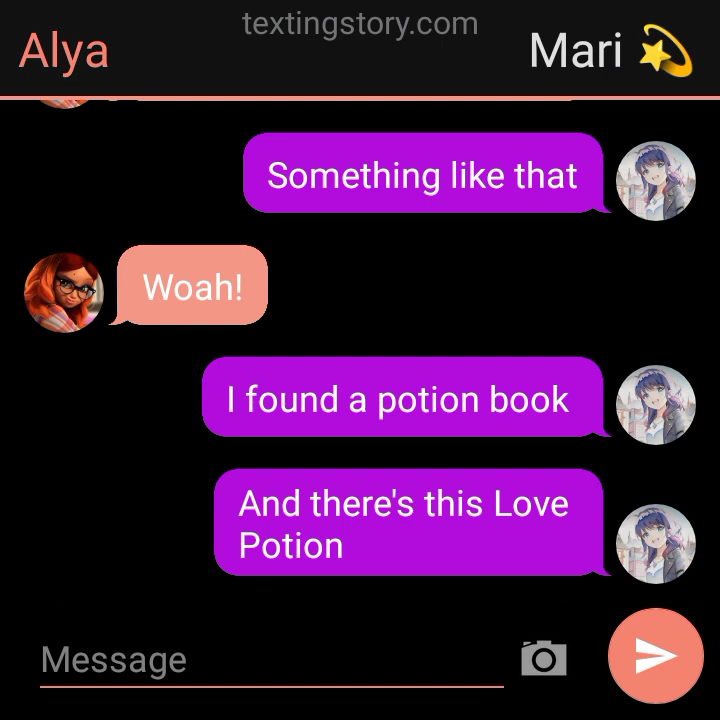 textingstory.com
Alya
Mari 💫
Something like that
Woah!
I found a potion book
And there's this Love
Potion
Message